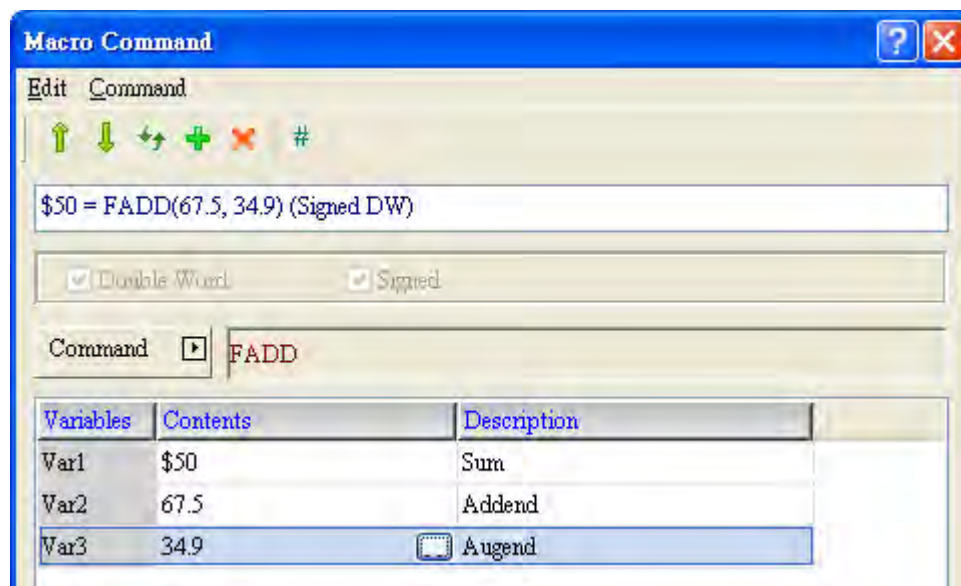 Macro Command
Edit Command
#
$50 = FADD(67.5, 34.9) (Signed DW)
Double Word Signed
Command FADD
Variables Contents Description
Var1 $50 Sum
Var2 67.5 Addend
Var3 34.9 Augend